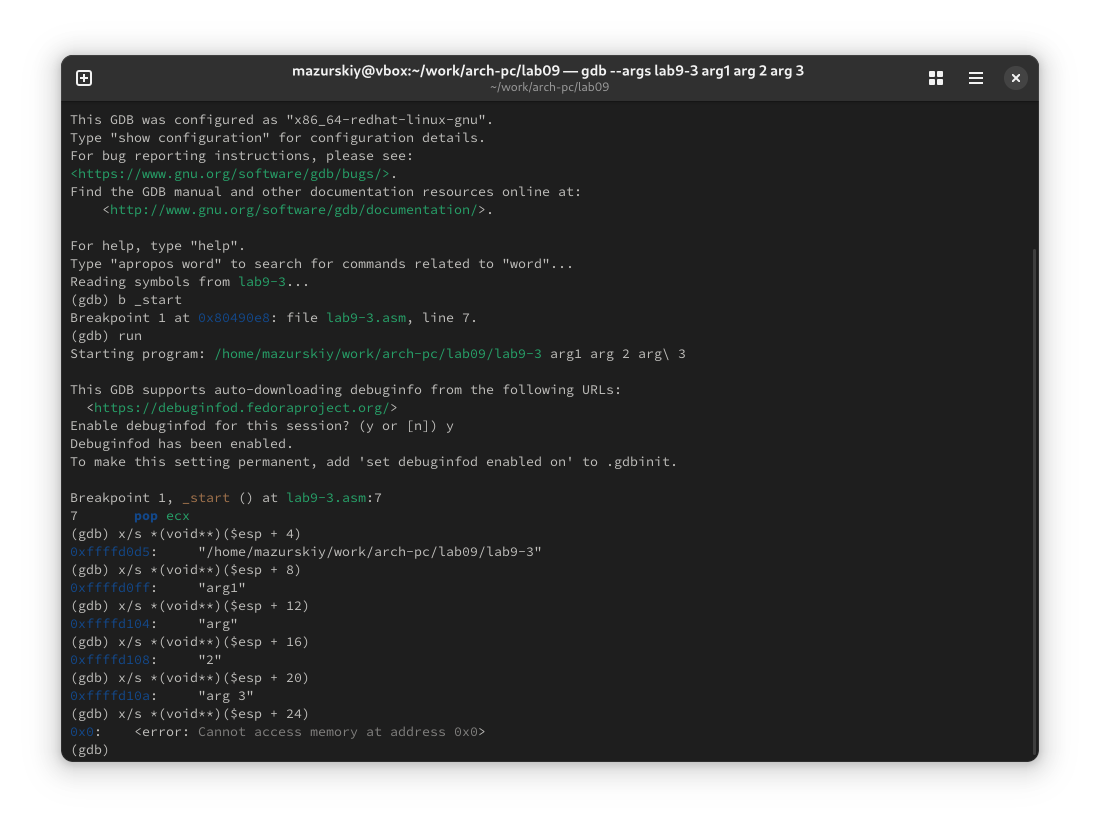 mazurskiy@vbox:~/work/arch-pc/lab09 — gdb --args lab9-3 arg1 arg 2 arg 3
~/work/arch-pc/lab09
This GDB was configured as "x86_64-redhat-linux-gnu".
Type "show configuration" for configuration details.
For bug reporting instructions, please see:
<https://www.gnu.org/software/gdb/bugs/>.
Find the GDB manual and other documentation resources online at:
    <http://www.gnu.org/software/gdb/documentation/>.

For help, type "help".
Type "apropos word" to search for commands related to "word"...
Reading symbols from lab9-3...
(gdb) b _start
Breakpoint 1 at 0x80490e8: file lab9-3.asm, line 7.
(gdb) run
Starting program: /home/mazurskiy/work/arch-pc/lab09/lab9-3 arg1 arg 2 arg\ 3

This GDB supports auto-downloading debuginfo from the following URLs:
  <https://debuginfod.fedoraproject.org/>
Enable debuginfod for this session? (y or [n]) y
Debuginfod has been enabled.
To make this setting permanent, add 'set debuginfod enabled on' to .gdbinit.

Breakpoint 1, _start () at lab9-3.asm:7
7       pop ecx
(gdb) x/s *(void**)($esp + 4)
0xffffd0d5:     "/home/mazurskiy/work/arch-pc/lab09/lab9-3"
(gdb) x/s *(void**)($esp + 8)
0xffffd0ff:     "arg1"
(gdb) x/s *(void**)($esp + 12)
0xffffd104:     "arg"
(gdb) x/s *(void**)($esp + 16)
0xffffd108:     "2"
(gdb) x/s *(void**)($esp + 20)
0xffffd10a:     "arg 3"
(gdb) x/s *(void**)($esp + 24)
0x0:    <error: Cannot access memory at address 0x0>
(gdb)